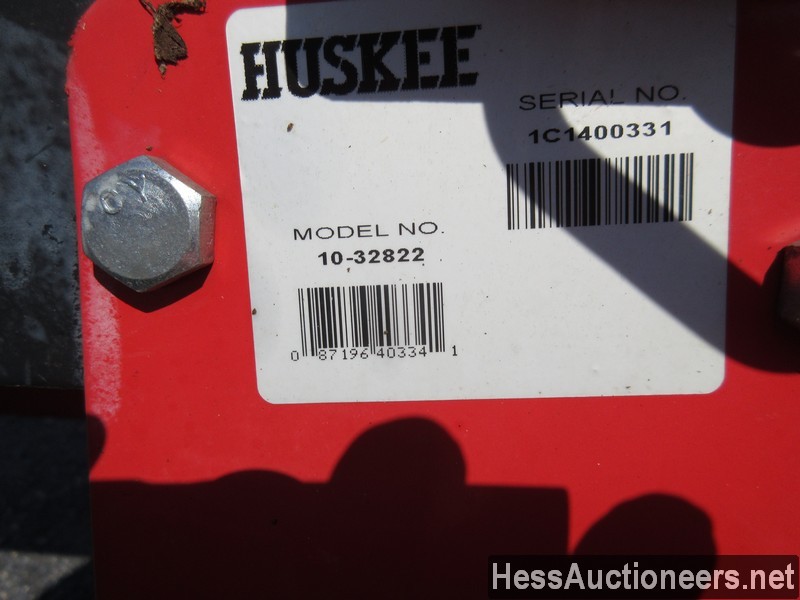 HUSKEE
SERIAL NO.
1C1400331
MODEL NO.
10-32822
0 87196 40334 1
HessAuctioneers.net